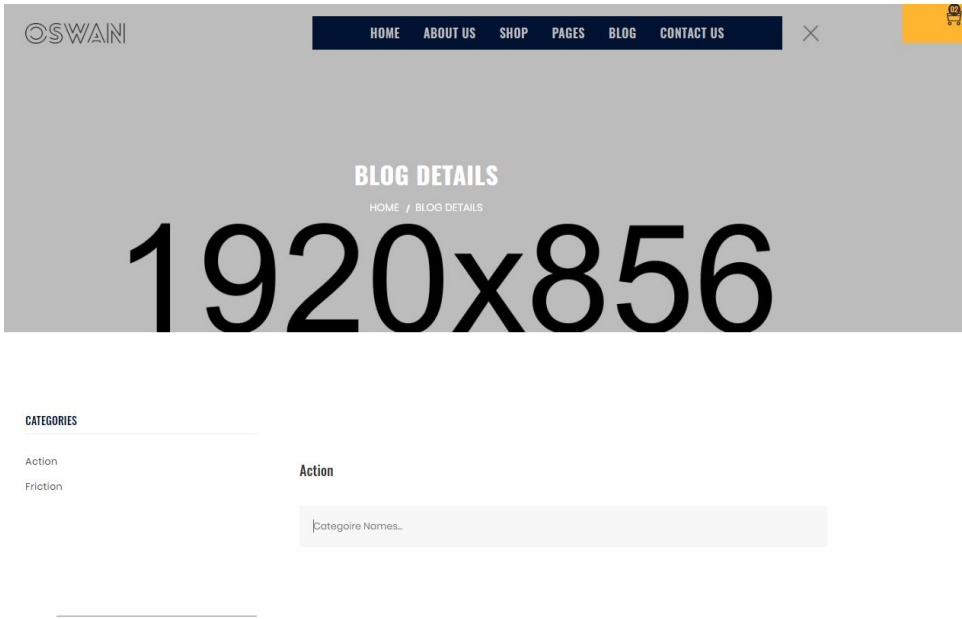 OSWAN
HOME ABOUT US SHOP PAGES BLOG CONTACT US
02
BLOG DETAILS
HOME / BLOG DETAILS
1920x856
CATEGORIES
Action
Friction
Action
Categoire Names...